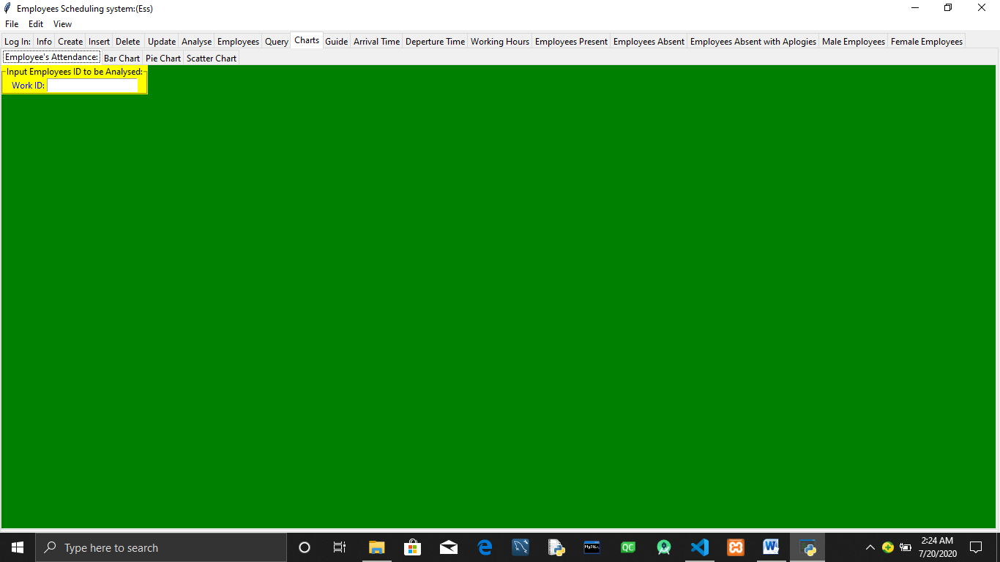 Employees Scheduling system:(Ess)
File Edit View
Log In: Info Create Insert Delete Update Analyse Employees Query Charts Guide Arrival Time Deperture Time Working Hours Employees Present Employees Absent Employees Absent with Aplogies Male Employees Female Employees
Employee's Attendance: Bar Chart Pie Chart Scatter Chart
Input Employees ID to be Analysed:
Work ID:
Type here to search
MySQL
QC
W
2:24 AM
7/20/2020